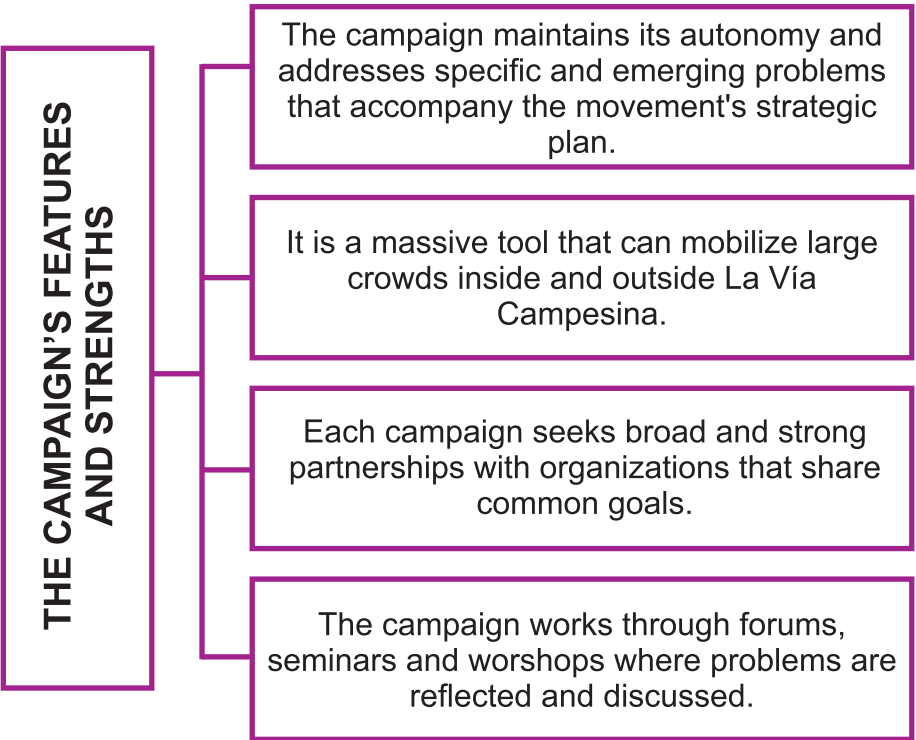 THE CAMPAIGN'S FEATURES
AND STRENGTHS
The campaign maintains its autonomy and
addresses specific and emerging problems
that accompany the movement's strategic
plan.
It is a massive tool that can mobilize large
crowds inside and outside La Vía
Campesina.
Each campaign seeks broad and strong
partnerships with organizations that share
common goals.
The campaign works through forums,
seminars and worshops where problems are
reflected and discussed.